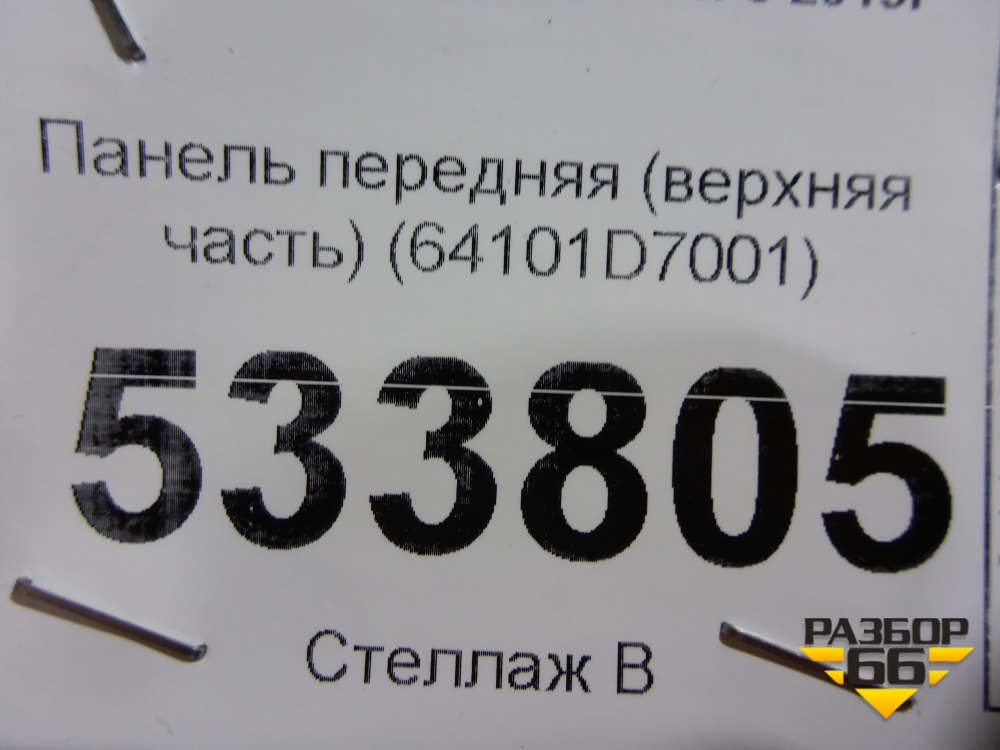 Панель передняя (верхняя
часть) (64101D7001)
533805
Стеллаж В
РАЗБОР
66